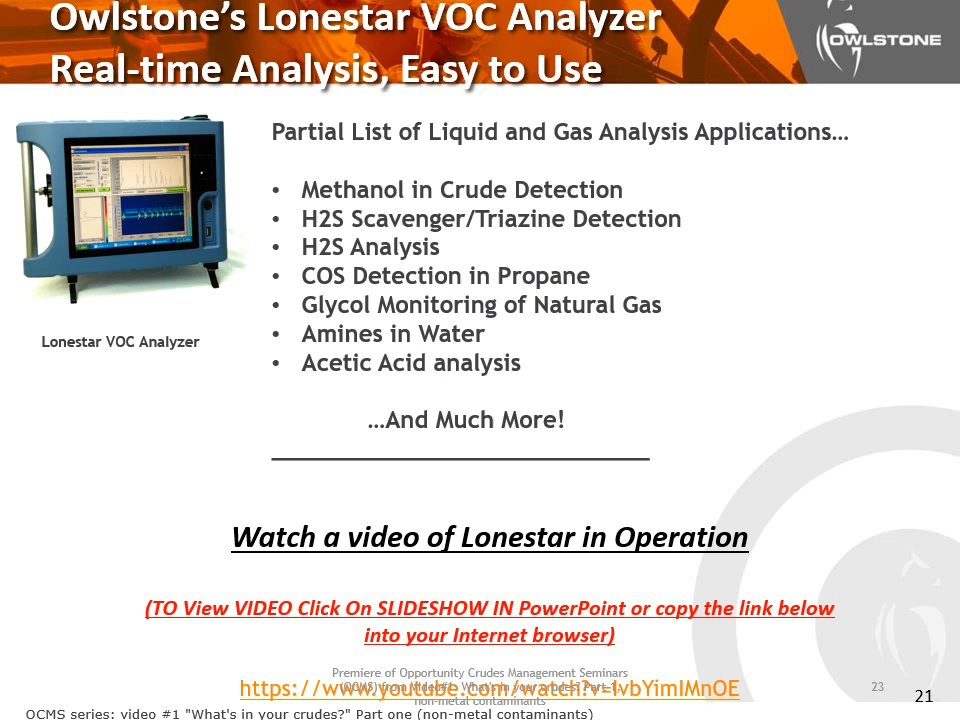 Owlstone’s Lonestar VOC Analyzer
Real-time Analysis, Easy to Use
OWLSTONE
Partial List of Liquid and Gas Analysis Applications…
• Methanol in Crude Detection
• H2S Scavenger/Triazine Detection
• H2S Analysis
• COS Detection in Propane
• Glycol Monitoring of Natural Gas
• Amines in Water
• Acetic Acid analysis
Lonestar VOC Analyzer
…And Much More!
Watch a video of Lonestar in Operation
(TO View VIDEO Click On SLIDESHOW IN PowerPoint or copy the link below
into your Internet browser)
Premiere of Opportunity Crudes Management Seminars
(OCMS) from Video#1: What's in your crudes? Part 1,
non-metal contaminants
https://www.youtube.com/watch?v=IvbYimIMnOE
23
21
OCMS series: video #1 "What's in your crudes?" Part one (non-metal contaminants)
OWLSTONE